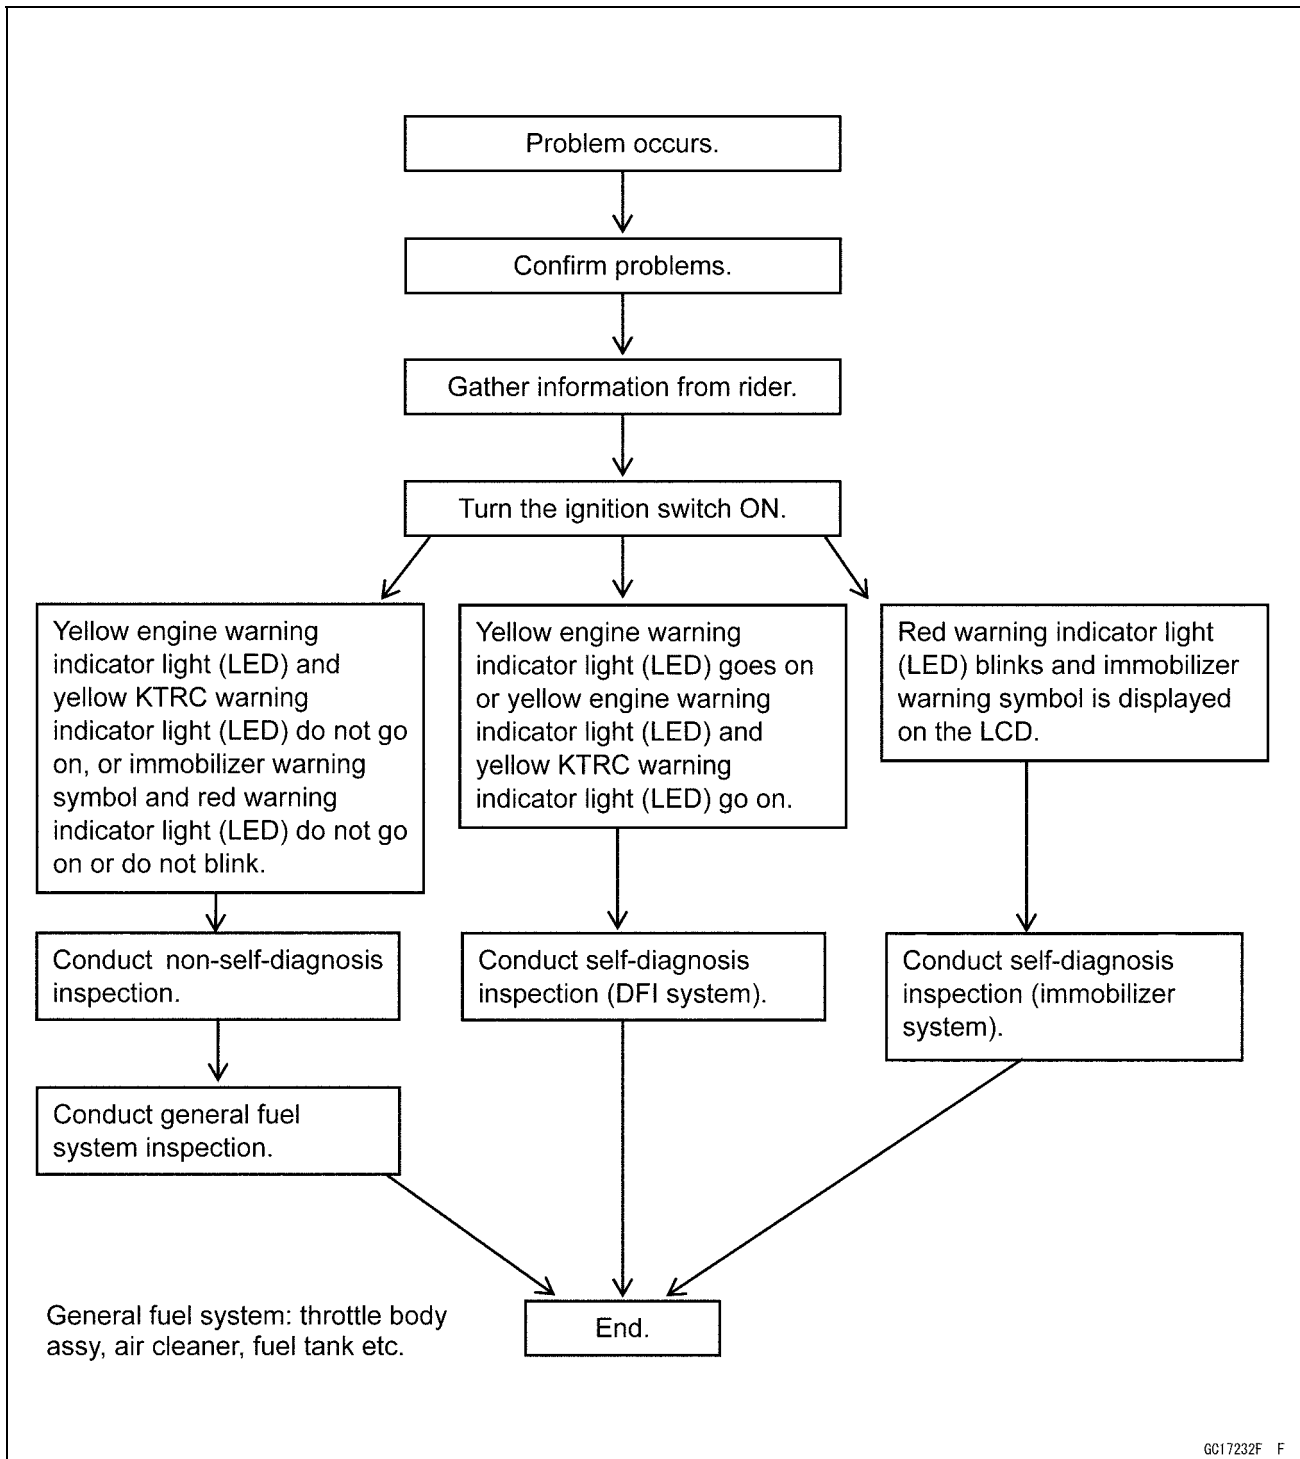 Problem occurs.
Confirm problems.
Gather information from rider.
Turn the ignition switch ON.
Yellow engine warning
indicator light (LED) and
yellow KTRC warning
indicator light (LED) do not go
on, or immobilizer warning
symbol and red warning
indicator light (LED) do not go
on or do not blink.
Yellow engine warning
indicator light (LED) goes on
or yellow engine warning
indicator light (LED) and
yellow KTRC warning
indicator light (LED) go on.
Red warning indicator light
(LED) blinks and immobilizer
warning symbol is displayed
on the LCD.
Conduct non-self-diagnosis
inspection.
Conduct self-diagnosis
inspection (DFI system).
Conduct self-diagnosis
inspection (immobilizer
system).
Conduct general fuel
system inspection.
General fuel system: throttle body
assy, air cleaner, fuel tank etc.
End.
GC17232F F